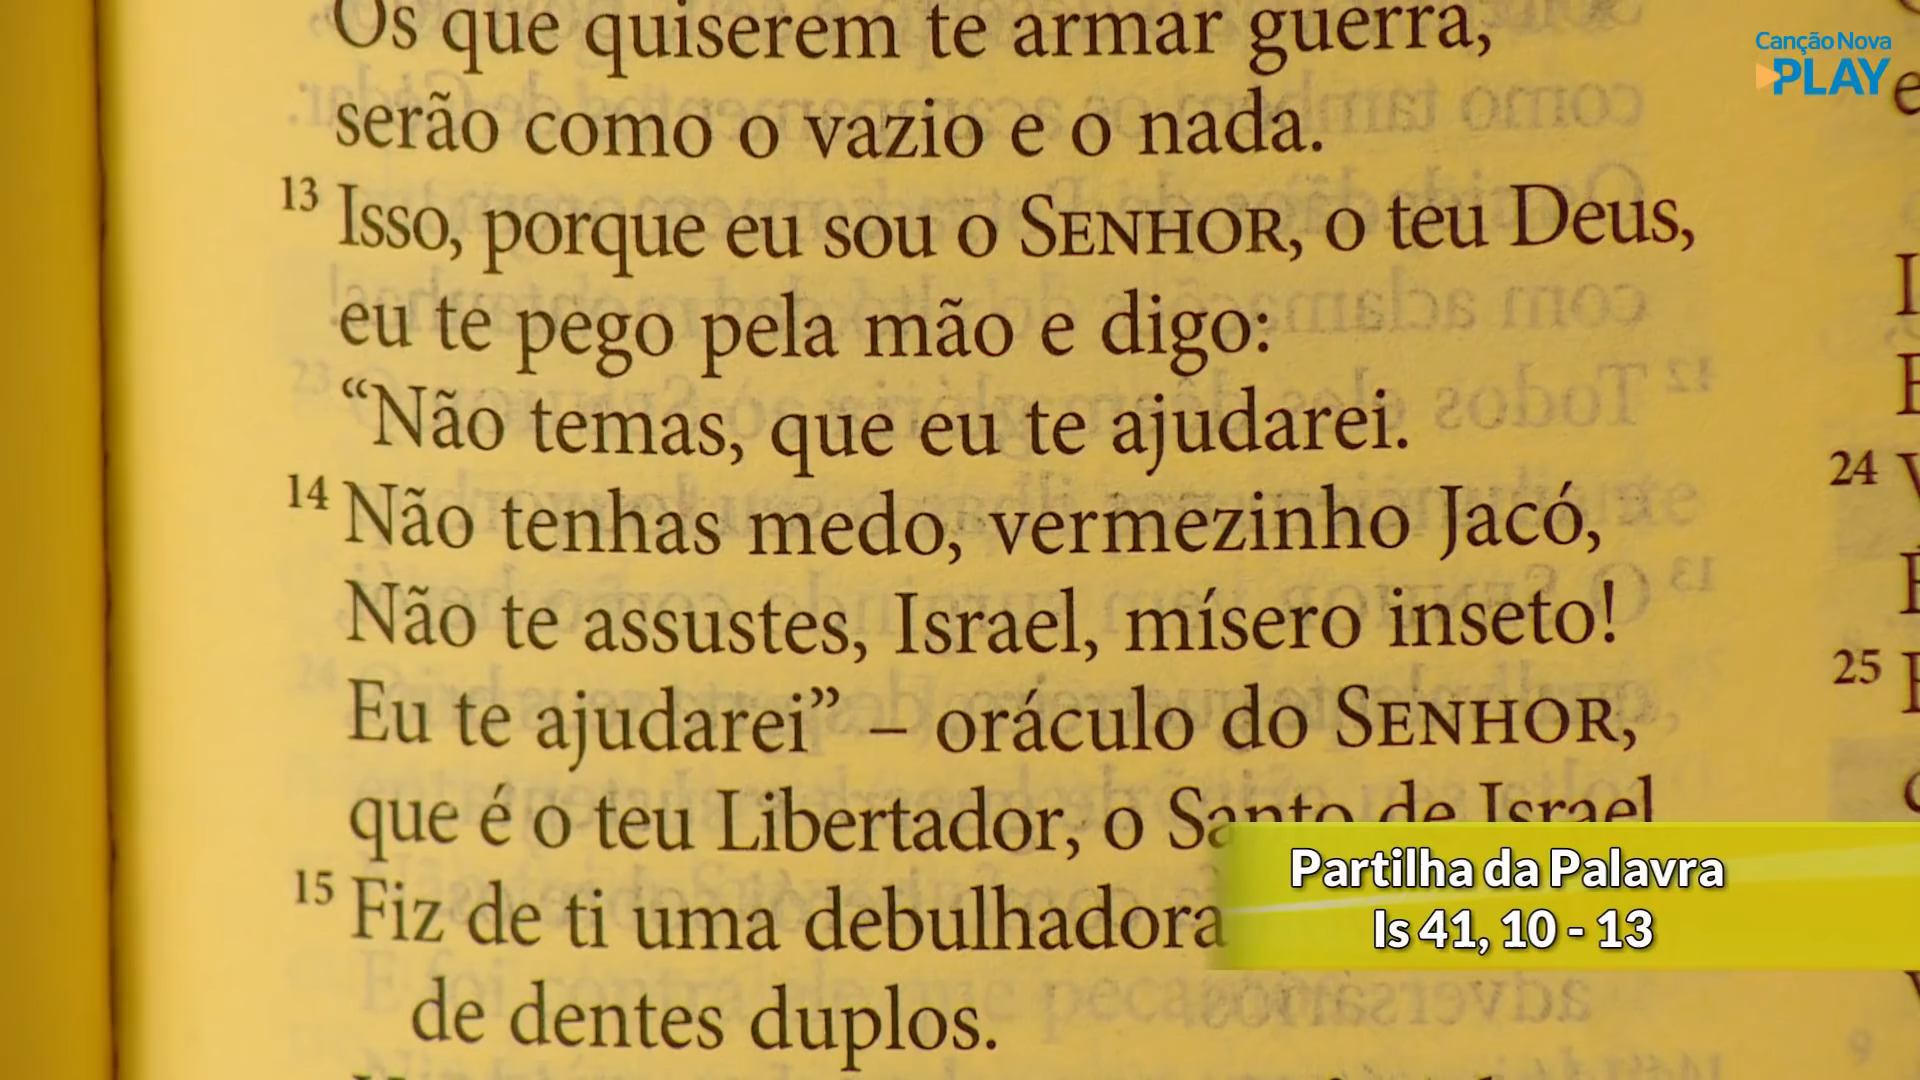 Os que quiserem te armar guerra,
serão como o vazio e o nada.
13 Isso, porque eu sou o SENHOR, o teu Deus,
eu te pego pela mão e digo:
“Não temas, que eu te ajudarei.
14 Não tenhas medo, vermezinho Jacó,
Não te assustes, Israel, mísero inseto!
Eu te ajudarei” – oráculo do SENHOR,
que é o teu Libertador, o Santo de Israel
15 Fiz de ti uma debulhadora
de dentes duplos.
24
25
Canção Nova
PLAY
Partilha da Palavra
Is 41, 10 - 13